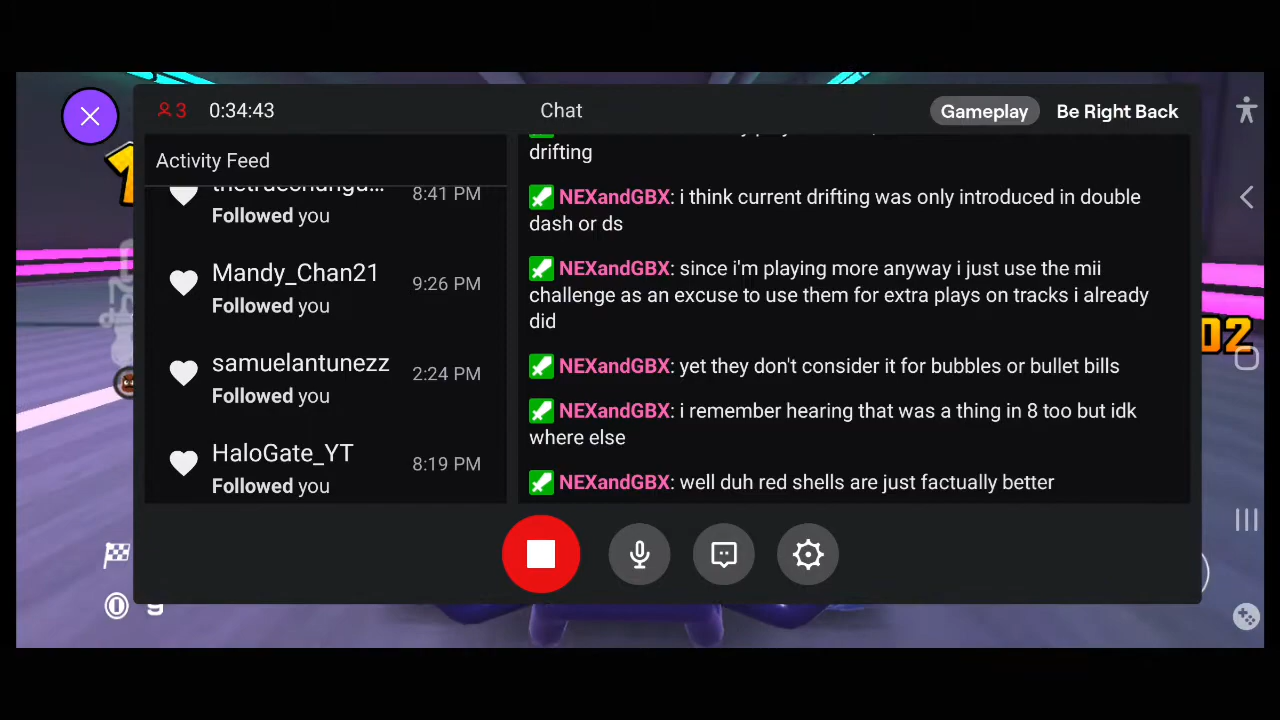 3 0:34:43 Chat Gameplay Be Right Back
Activity Feed
8:41 PM
Followed you
Mandy_Chan21
9:26 PM
Followed you
samuelantunezz
2:24 PM
Followed you
HaloGate_YT
8:19 PM
Followed you
drifting
NEXandGBX: i think current drifting was only introduced in double
dash or ds
NEXandGBX: since i'm playing more anyway i just use the mii
challenge as an excuse to use them for extra plays on tracks i already
did
NEXandGBX: yet they don't consider it for bubbles or bullet bills
NEXandGBX: i remember hearing that was a thing in 8 too but idk
where else
NEXandGBX: well duh red shells are just factually better
02
9